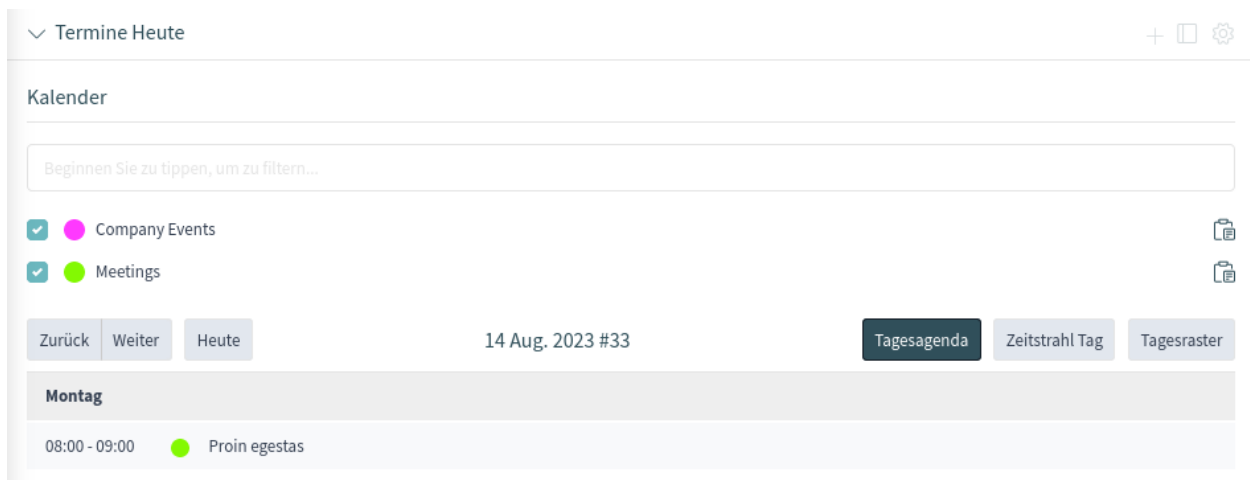 Termine Heute
Kalender
Beginnen Sie zu tippen, um zu filtern...
Company Events
Meetings
Zurück Weiter Heute 14 Aug. 2023 #33 Tagesagenda Zeitstrahl Tag Tagesraster
Montag
08:00 - 09:00 Proin egestas